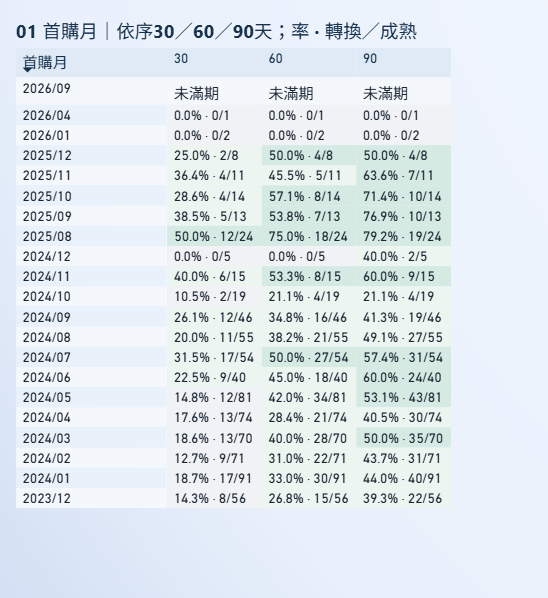 01 首購月｜依序30／60／90天；率 · 轉換／成熟
首購月 30 60 90
2026/09 未滿期 未滿期 未滿期
2026/04 0.0% · 0/1 0.0% · 0/1 0.0% · 0/1
2026/01 0.0% · 0/2 0.0% · 0/2 0.0% · 0/2
2025/12 25.0% · 2/8 50.0% · 4/8 50.0% · 4/8
2025/11 36.4% · 4/11 45.5% · 5/11 63.6% · 7/11
2025/10 28.6% · 4/14 57.1% · 8/14 71.4% · 10/14
2025/09 38.5% · 5/13 53.8% · 7/13 76.9% · 10/13
2025/08 50.0% · 12/24 75.0% · 18/24 79.2% · 19/24
2024/12 0.0% · 0/5 0.0% · 0/5 40.0% · 2/5
2024/11 40.0% · 6/15 53.3% · 8/15 60.0% · 9/15
2024/10 10.5% · 2/19 21.1% · 4/19 21.1% · 4/19
2024/09 26.1% · 12/46 34.8% · 16/46 41.3% · 19/46
2024/08 20.0% · 11/55 38.2% · 21/55 49.1% · 27/55
2024/07 31.5% · 17/54 50.0% · 27/54 57.4% · 31/54
2024/06 22.5% · 9/40 45.0% · 18/40 60.0% · 24/40
2024/05 14.8% · 12/81 42.0% · 34/81 53.1% · 43/81
2024/04 17.6% · 13/74 28.4% · 21/74 40.5% · 30/74
2024/03 18.6% · 13/70 40.0% · 28/70 50.0% · 35/70
2024/02 12.7% · 9/71 31.0% · 22/71 43.7% · 31/71
2024/01 18.7% · 17/91 33.0% · 30/91 44.0% · 40/91
2023/12 14.3% · 8/56 26.8% · 15/56 39.3% · 22/56